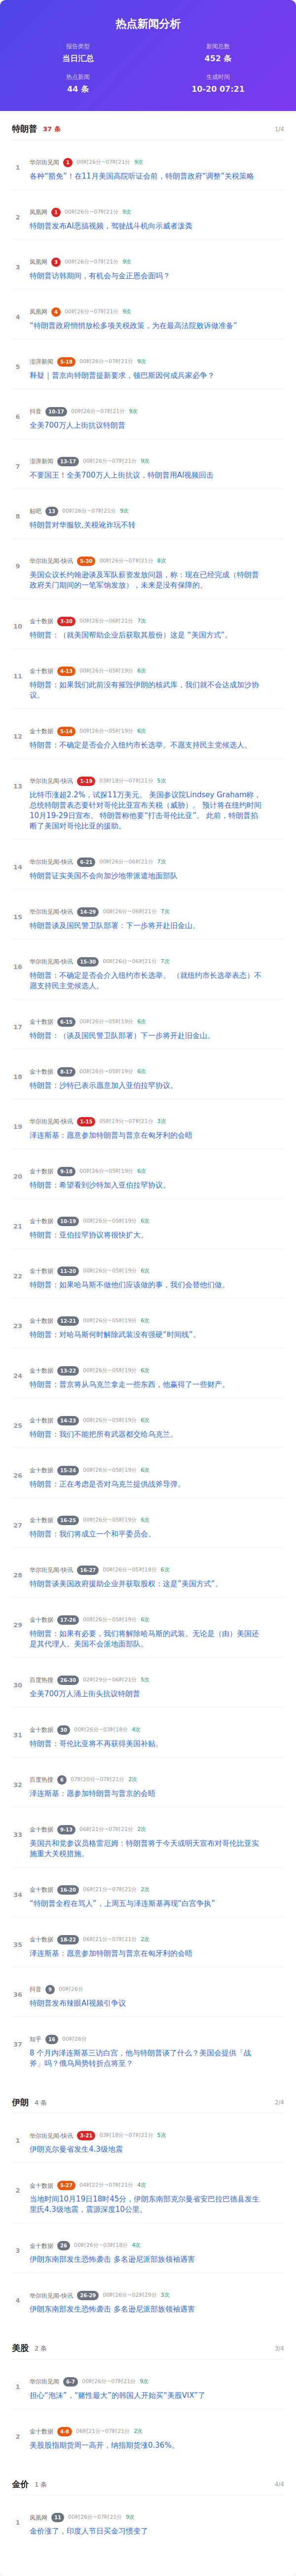 热点新闻分析
报告类型
新闻总数
当日汇总
452 条
热点新闻
生成时间
44 条
10-20 07:21
特朗普 37 条 1/4
1
华尔街见闻 1 00时26分~07时21分 9次
各种“豁免”！在11月美国高院听证会前，特朗普政府“调整”关税政策
2
凤凰网 1 00时26分~07时21分 9次
特朗普发布AI恶搞视频，驾驶战斗机向示威者泼粪
3
凤凰网 3 00时26分~07时21分 9次
特朗普访韩期间，有机会与金正恩会面吗？
4
凤凰网 4 00时26分~07时21分 9次
“特朗普政府悄悄放松多项关税政策，为在最高法院败诉做准备”
5
澎湃新闻 5-18 00时26分~07时21分 9次
释疑｜普京向特朗普提新要求，顿巴斯因何成兵家必争？
6
抖音 10-17 00时26分~07时21分 9次
全美700万人上街抗议特朗普
7
澎湃新闻 13-17 00时26分~07时21分 9次
不要国王！全美700万人上街抗议，特朗普用AI视频回击
8
贴吧 13 00时26分~07时21分 9次
特朗普对华服软,关税讹诈玩不转
9
华尔街见闻-快讯 5-30 00时26分~07时21分 8次
美国众议长约翰逊谈及军队薪资发放问题，称：现在已经完成（特朗普
政府关门期间的一笔军饷发放），未来是没有保障的。
10
金十数据 3-30 00时26分~06时21分 7次
特朗普：（就美国帮助企业后获取其股份）这是 “美国方式”。
11
金十数据 4-13 00时26分~05时19分 6次
特朗普：如果我们此前没有摧毁伊朗的核武库，我们就不会达成加沙协
议。
12
金十数据 5-14 00时26分~05时19分 6次
特朗普：不确定是否会介入纽约市长选举。不愿支持民主党候选人。
13
华尔街见闻-快讯 1-19 03时18分~07时21分 5次
比特币涨超2.2%，试探11万美元。 美国参议院Lindsey Graham称，
总统特朗普表态要针对哥伦比亚宣布关税（威胁）。 预计将在纽约时间
10月19-29日宣布。 特朗普称他要“打击哥伦比亚”。 此前，特朗普掐
断了美国对哥伦比亚的援助。
14
华尔街见闻-快讯 6-21 00时26分~06时21分 7次
特朗普证实美国不会向加沙地带派遣地面部队
15
华尔街见闻-快讯 14-29 00时26分~06时21分 7次
特朗普谈及国民警卫队部署：下一步将开赴旧金山。
16
华尔街见闻-快讯 15-30 00时26分~06时21分 7次
特朗普：不确定是否会介入纽约市长选举。 （就纽约市长选举表态）不
愿支持民主党候选人。
17
金十数据 6-15 00时26分~05时19分 6次
特朗普：（谈及国民警卫队部署）下一步将开赴旧金山。
18
金十数据 8-17 00时26分~05时19分 6次
特朗普：沙特已表示愿意加入亚伯拉罕协议。
19
华尔街见闻-快讯 1-15 05时19分~07时21分 3次
泽连斯基：愿意参加特朗普与普京在匈牙利的会晤
20
金十数据 9-18 00时26分~05时19分 6次
特朗普：希望看到沙特加入亚伯拉罕协议。
21
金十数据 10-19 00时26分~05时19分 6次
特朗普：亚伯拉罕协议将很快扩大。
22
金十数据 11-20 00时26分~05时19分 6次
特朗普：如果哈马斯不做他们应该做的事，我们会替他们做。
23
金十数据 12-21 00时26分~05时19分 6次
特朗普：对哈马斯何时解除武装没有强硬“时间线”。
24
金十数据 13-22 00时26分~05时19分 6次
特朗普：普京将从乌克兰拿走一些东西，他赢得了一些财产。
25
金十数据 14-23 00时26分~05时19分 6次
特朗普：我们不能把所有武器都交给乌克兰。
26
金十数据 15-24 00时26分~05时19分 6次
特朗普：正在考虑是否对乌克兰提供战斧导弹。
27
金十数据 16-25 00时26分~05时19分 6次
特朗普：我们将成立一个和平委员会。
28
华尔街见闻-快讯 16-27 00时26分~05时19分 6次
特朗普谈美国政府援助企业并获取股权：这是“美国方式”。
29
金十数据 17-26 00时26分~05时19分 6次
特朗普：如果有必要，我们将解除哈马斯的武装。无论是（由）美国还
是其代理人。美国不会派地面部队。
30
百度热搜 26-30 02时29分~06时21分 5次
全美700万人涌上街头抗议特朗普
31
金十数据 30 00时26分~03时18分 4次
特朗普：哥伦比亚将不再获得美国补贴。
32
百度热搜 6 07时20分~07时21分 2次
泽连斯基：愿参加特朗普与普京的会晤
33
金十数据 9-13 06时21分~07时21分 2次
美国共和党参议员格雷厄姆：特朗普将于今天或明天宣布对哥伦比亚实
施重大关税措施。
34
金十数据 16-20 06时21分~07时21分 2次
“特朗普全程在骂人”，上周五与泽连斯基再现“白宫争执”
35
金十数据 18-22 06时21分~07时21分 2次
泽连斯基：愿意参加特朗普与普京在匈牙利的会晤
36
抖音 9 00时26分
特朗普发布辣眼AI视频引争议
37
知乎 16 00时26分
8 个月内泽连斯基三访白宫，他与特朗普谈了什么？美国会提供「战
斧」吗？俄乌局势转折点将至？
伊朗 4 条 2/4
1
华尔街见闻-快讯 3-21 03时18分~07时21分 5次
伊朗克尔曼省发生4.3级地震
2
金十数据 5-27 04时22分~07时21分 4次
当地时间10月19日18时45分，伊朗东南部克尔曼省安巴拉巴德县发生
里氏4.3级地震，震源深度10公里。
3
金十数据 26 00时26分~03时18分 4次
伊朗东南部发生恐怖袭击 多名逊尼派部族领袖遇害
4
华尔街见闻-快讯 26-29 00时26分~02时29分 3次
伊朗东南部发生恐怖袭击 多名逊尼派部族领袖遇害
美股 2 条 3/4
1
华尔街见闻 6-7 00时26分~07时21分 9次
担心“泡沫”，“赌性最大”的韩国人开始买“美股VIX”了
2
金十数据 4-8 06时21分~07时21分 2次
美股股指期货周一高开，纳指期货涨0.36%。
金价 1 条 4/4
1
凤凰网 11 00时26分~07时21分 9次
金价涨了，印度人节日买金习惯变了